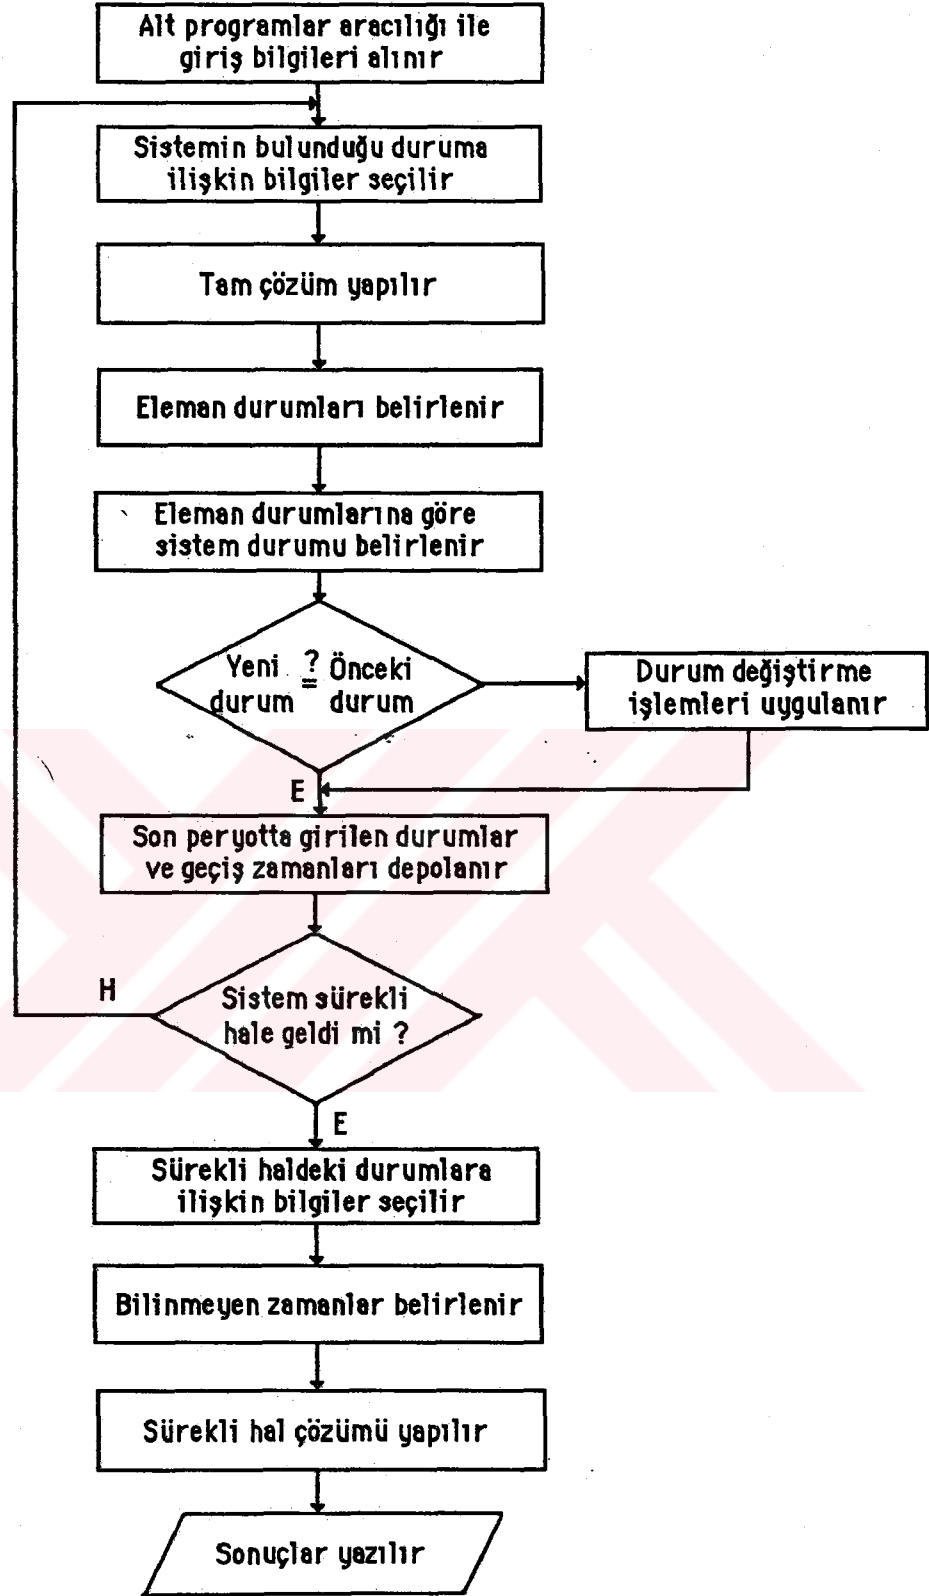 Alt programlar aracılığı ile
giriş bilgileri alınır
Sistemin bulunduğu duruma
ilişkin bilgiler seçilir
Tam çözüm yapılır
Eleman durumları belirlenir
Eleman durumlarına göre
sistem durumu belirlenir
Yeni ? Önceki
durum = durum
Durum değiştirme
işlemleri uygulanır
E
Son peryotta girilen durumlar
ve geçiş zamanları depolanır
H
Sistem sürekli
hale geldi mi ?
E
Sürekli haldeki durumlara
ilişkin bilgiler seçilir
Bilinmeyen zamanlar belirlenir
Sürekli hal çözümü yapılır
Sonuçlar yazılır